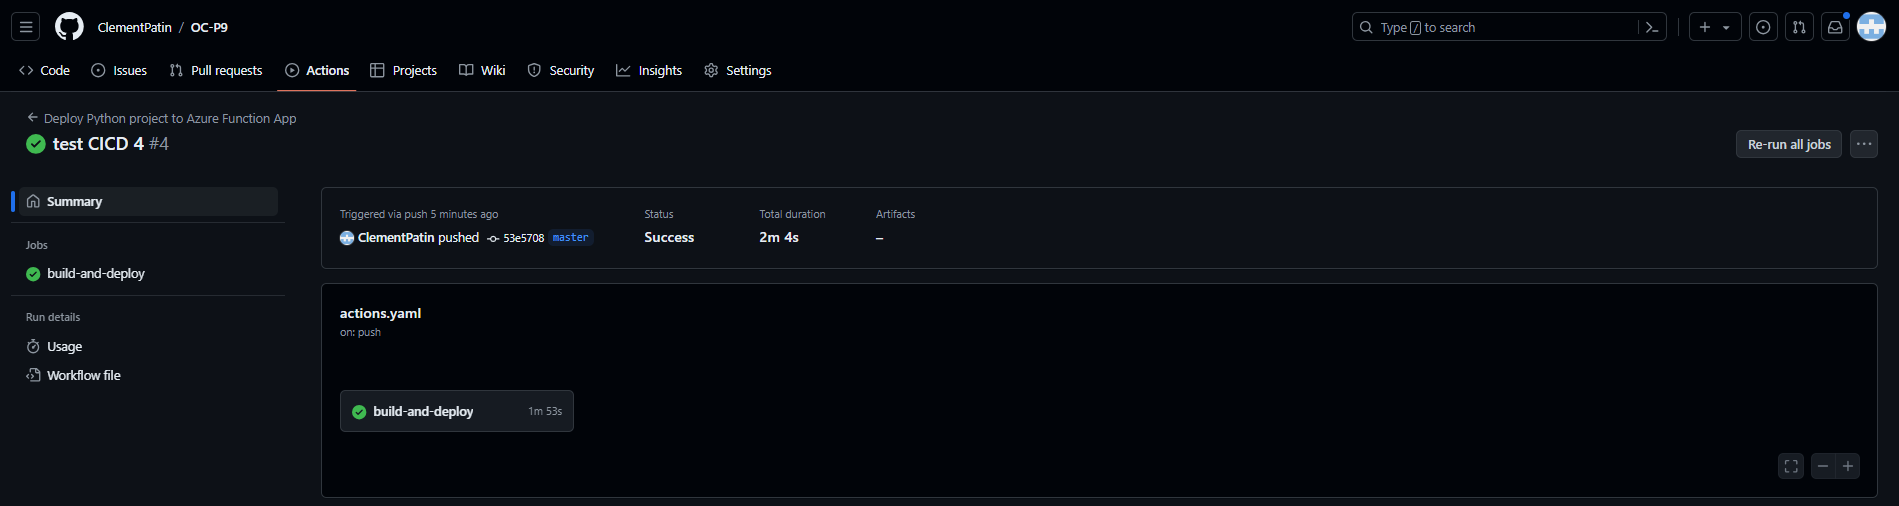 ClementPatin / OC-P9
Type / to search
Code Issues Pull requests Actions Projects Wiki Security Insights Settings
Deploy Python project to Azure Function App
test CICD 4 #4
Re-run all jobs
Summary
Jobs
build-and-deploy
Run details
Usage
Workflow file
Triggered via push 5 minutes ago
ClementPatin pushed 53e5708 master
Status
Success
Total duration
2m 4s
Artifacts
–
actions.yaml
on: push
build-and-deploy 1m 53s